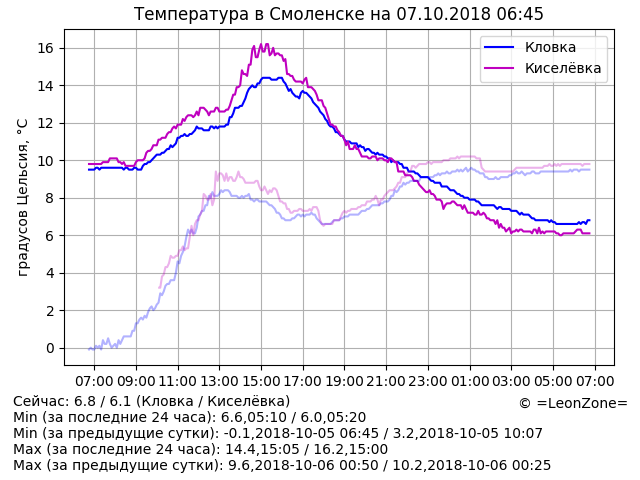 Температура в Смоленске на 07.10.2018 06:45
градусов Цельсия, °C
16
14
12
10
8
6
4
2
0
Кловка
Киселёвка
07:00 09:00 11:00 13:00 15:00 17:00 19:00 21:00 23:00 01:00 03:00 05:00 07:00
Сейчас: 6.8 / 6.1 (Кловка / Киселёвка)
© =LeonZone=
Min (за последние 24 часа): 6.6,05:10 / 6.0,05:20
Min (за предыдущие сутки): -0.1,2018-10-05 06:45 / 3.2,2018-10-05 10:07
Max (за последние 24 часа): 14.4,15:05 / 16.2,15:00
Max (за предыдущие сутки): 9.6,2018-10-06 00:50 / 10.2,2018-10-06 00:25